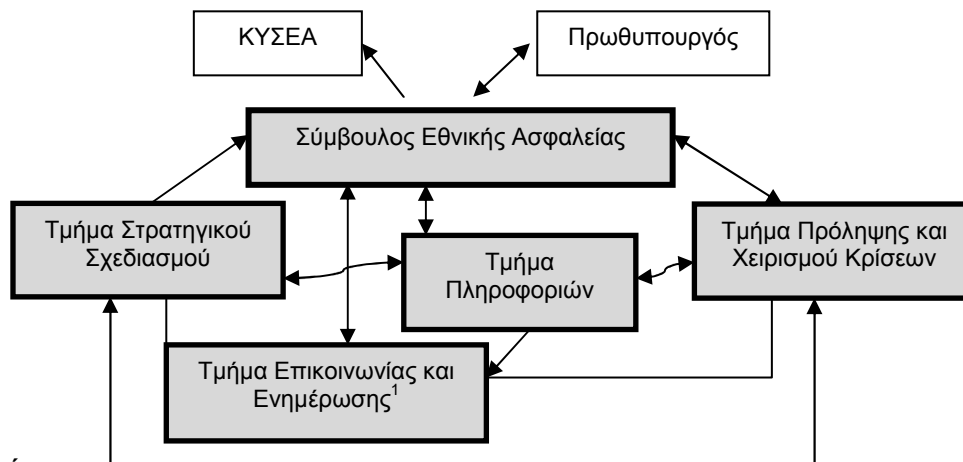 ΚΥΣΕΑ
Πρωθυπουργός
Σύμβουλος Εθνικής Ασφαλείας
Τμήμα Στρατηγικού
Σχεδιασμού
Τμήμα
Πληροφοριών
Τμήμα Πρόληψης και
Χειρισμού Κρίσεων
Τμήμα Επικοινωνίας και
Ενημέρωσης¹